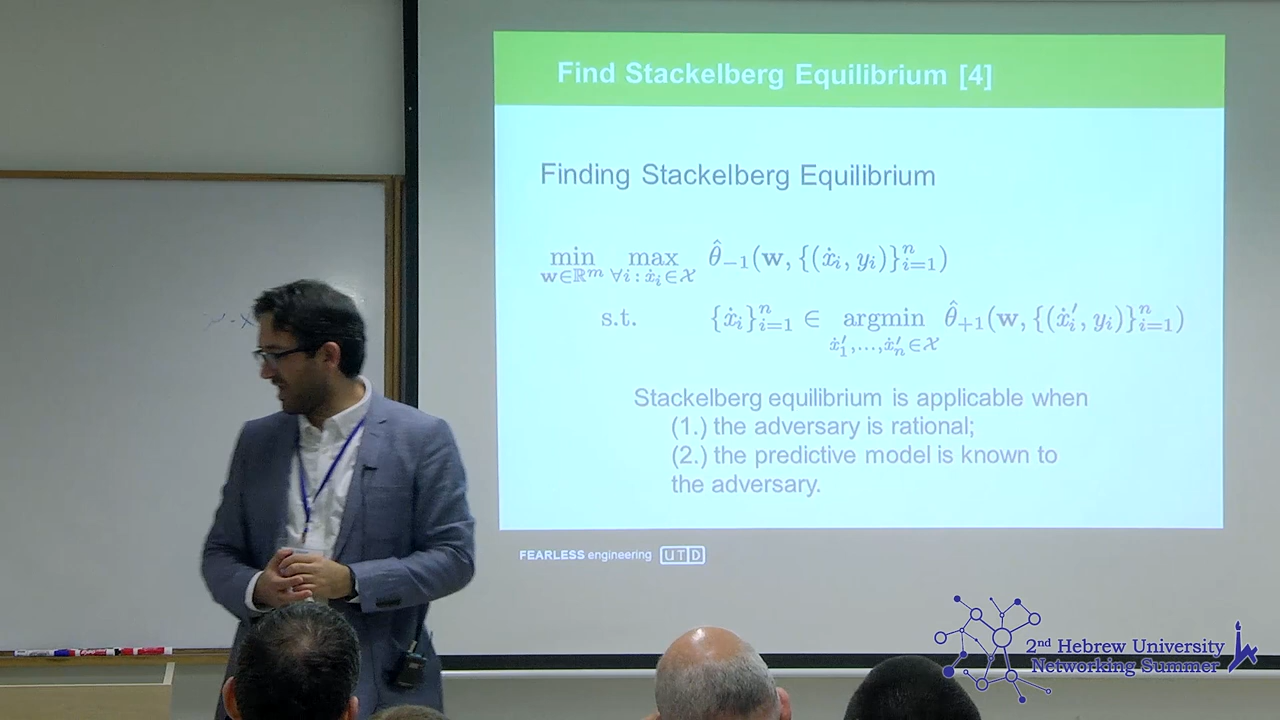 Find Stackelberg Equilibrium [4]
Finding Stackelberg Equilibrium
min max θ̂₋₁(w, {(ẋᵢ, yᵢ)}ⁿᵢ₌₁)
w∈ℝᵐ ∀i : ẋᵢ∈𝒳
s.t. {ẋᵢ}ⁿᵢ₌₁ ∈ argmin θ̂₊₁(w, {(ẋ′ᵢ, yᵢ)}ⁿᵢ₌₁)
ẋ′₁,...,ẋ′ₙ∈𝒳
Stackelberg equilibrium is applicable when
(1.) the adversary is rational;
(2.) the predictive model is known to
the adversary.
FEARLESS engineering UTD
2nd Hebrew University
Networking Summer